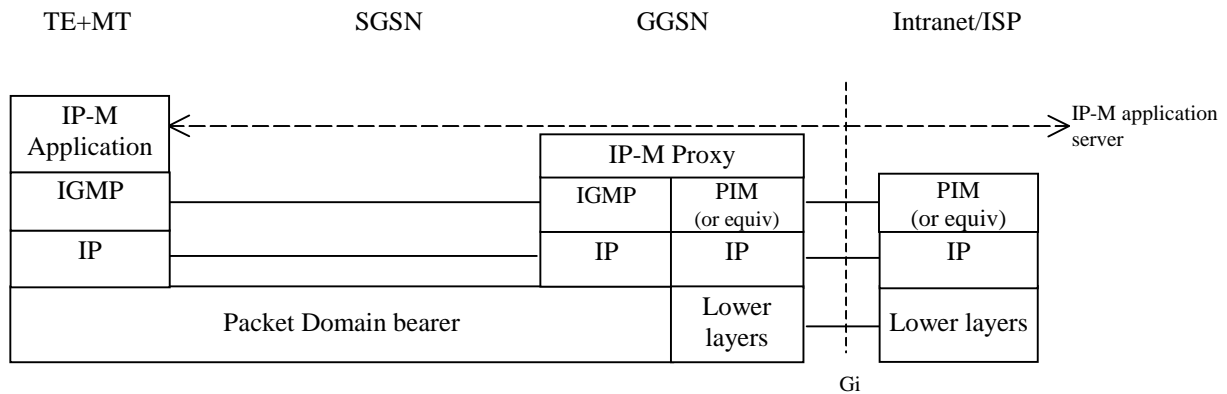 TE+MT SGSN GGSN Intranet/ISP
IP-M
Application
IP-M application
server
IP-M Proxy
IGMP IGMP PIM
(or equiv) PIM
(or equiv)
IP IP IP IP
Packet Domain bearer Lower
layers Lower layers
Gi